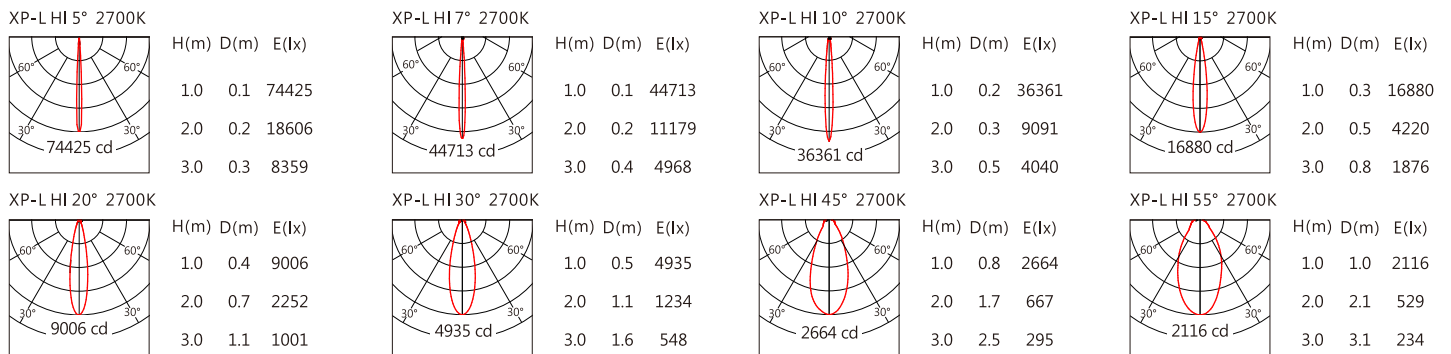 XP-L HI 5° 2700K
60° 60°
30° 30°
74425 cd
H(m) D(m) E(lx)
1.0 0.1 74425
2.0 0.2 18606
3.0 0.3 8359
XP-L HI 7° 2700K
60° 60°
30° 30°
44713 cd
H(m) D(m) E(lx)
1.0 0.1 44713
2.0 0.2 11179
3.0 0.4 4968
XP-L HI 10° 2700K
60° 60°
30° 30°
36361 cd
H(m) D(m) E(lx)
1.0 0.2 36361
2.0 0.3 9091
3.0 0.5 4040
XP-L HI 15° 2700K
60° 60°
30° 30°
16880 cd
H(m) D(m) E(lx)
1.0 0.3 16880
2.0 0.5 4220
3.0 0.8 1876
XP-L HI 20° 2700K
60° 60°
30° 30°
9006 cd
H(m) D(m) E(lx)
1.0 0.4 9006
2.0 0.7 2252
3.0 1.1 1001
XP-L HI 30° 2700K
60° 60°
30° 30°
4935 cd
H(m) D(m) E(lx)
1.0 0.5 4935
2.0 1.1 1234
3.0 1.6 548
XP-L HI 45° 2700K
60° 60°
30° 30°
2664 cd
H(m) D(m) E(lx)
1.0 0.8 2664
2.0 1.7 667
3.0 2.5 295
XP-L HI 55° 2700K
60° 60°
30° 30°
2116 cd
H(m) D(m) E(lx)
1.0 1.0 2116
2.0 2.1 529
3.0 3.1 234